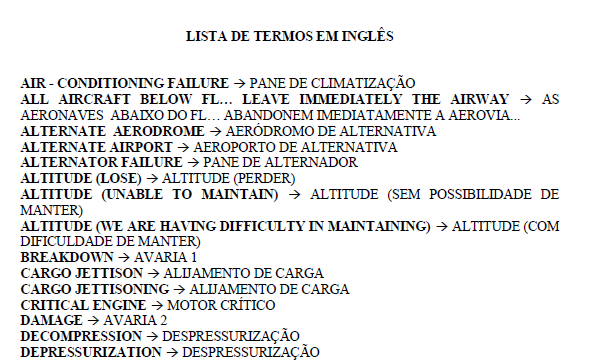 LISTA DE TERMOS EM INGLÊS
AIR - CONDITIONING FAILURE → PANE DE CLIMATIZAÇÃO
ALL AIRCRAFT BELOW FL... LEAVE IMMEDIATELY THE AIRWAY → AS
AERONAVES ABAIXO DO FL... ABANDONEM IMEDIATAMENTE A AEROVIA...
ALTERNATE AERODROME → AERÓDROMO DE ALTERNATIVA
ALTERNATE AIRPORT → AEROPORTO DE ALTERNATIVA
ALTERNATOR FAILURE → PANE DE ALTERNADOR
ALTITUDE (LOSE) → ALTITUDE (PERDER)
ALTITUDE (UNABLE TO MAINTAIN) → ALTITUDE (SEM POSSIBILIDADE DE
MANTER)
ALTITUDE (WE ARE HAVING DIFFICULTY IN MAINTAINING) → ALTITUDE (COM
DIFICULDADE DE MANTER)
BREAKDOWN → AVARIA 1
CARGO JETTISON → ALIJAMENTO DE CARGA
CARGO JETTISONING → ALIJAMENTO DE CARGA
CRITICAL ENGINE → MOTOR CRÍTICO
DAMAGE → AVARIA 2
DECOMPRESSION → DESPRESSURIZAÇÃO
DEPRESSURIZATION → DESPRESSURIZAÇÃO